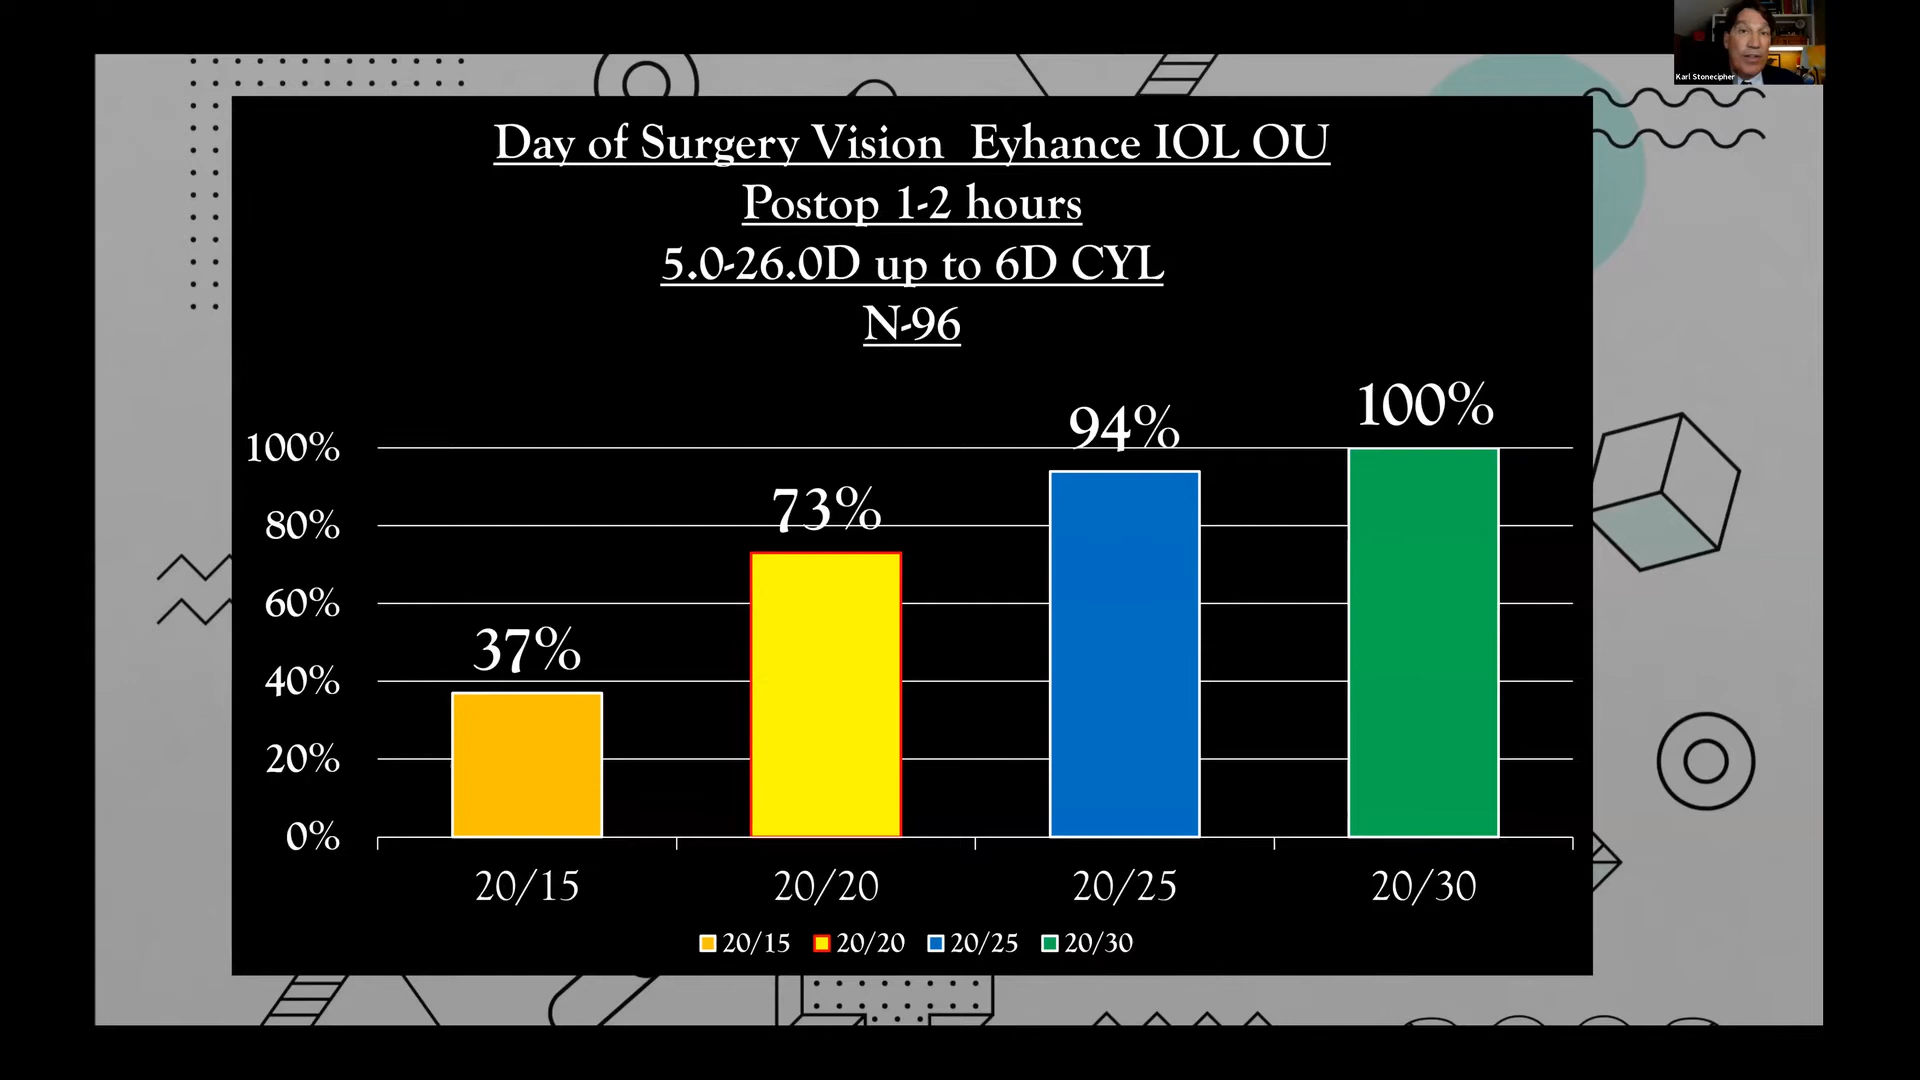 Karl Stonecipher
Day of Surgery Vision Eyhance IOL OU
Postop 1-2 hours
5.0-26.0D up to 6D CYL
N-96
100%
80%
60%
40%
20%
0%
37%
73%
94%
100%
20/15
20/20
20/25
20/30
20/15 20/20 20/25 20/30